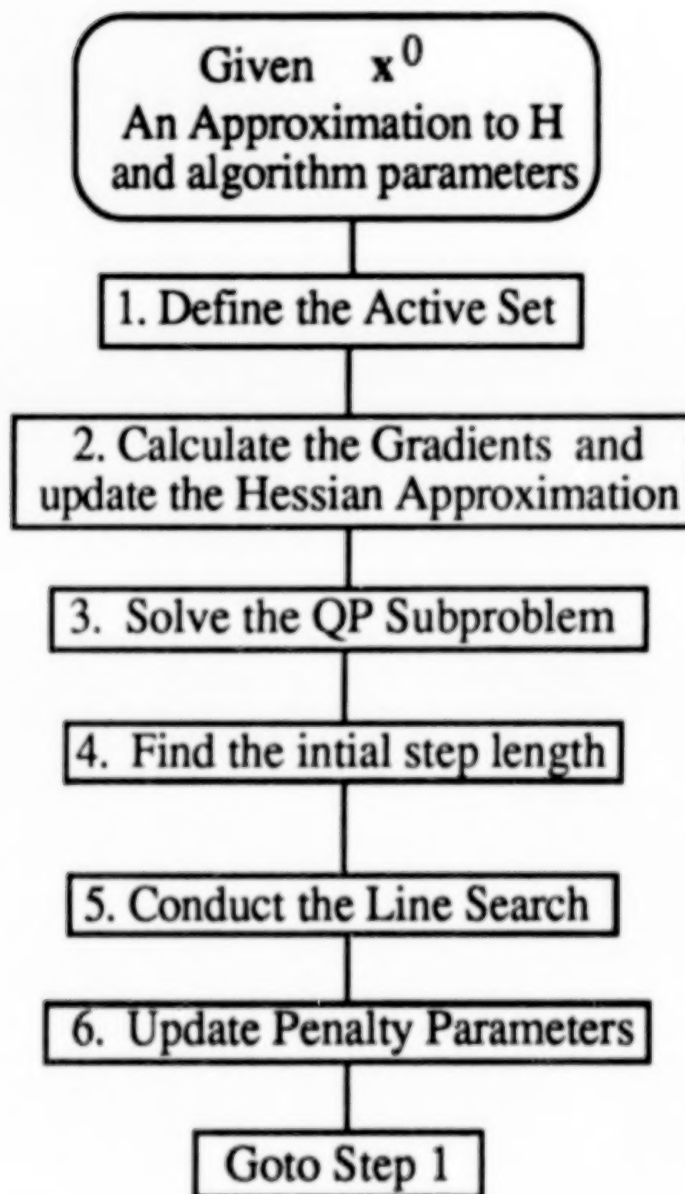 Given x^0
An Approximation to H
and algorithm parameters
1. Define the Active Set
2. Calculate the Gradients and
update the Hessian Approximation
3. Solve the QP Subproblem
4. Find the intial step length
5. Conduct the Line Search
6. Update Penalty Parameters
Goto Step 1